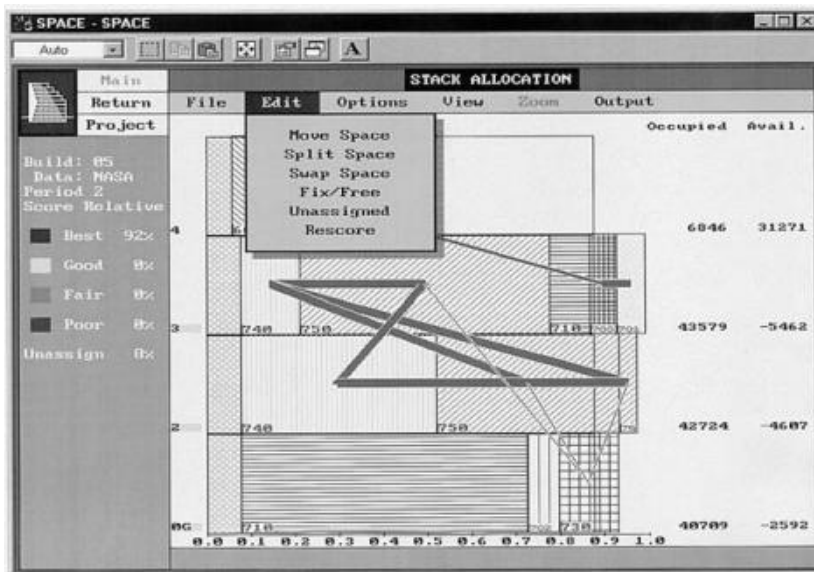 SPACE - SPACE
Auto
A
Main
STACK ALLOCATION
Return
File Edit Options View Zoom Output
Project
Occupied Avail.
Move Space
Split Space
Swap Space
Fix/Free
Unassigned
Rescore
Build: 05
Data: NASA
Period 2
Score Relative
Best 92%
Good 0%
Fair 0%
Poor 0%
Unassign 8%
4 6846 31271
3 740 750 710 43579 -5462
2 740 750 42724 -4607
0G 710 730 40709 -2592
0.0 0.1 0.2 0.3 0.4 0.5 0.6 0.7 0.8 0.9 1.0